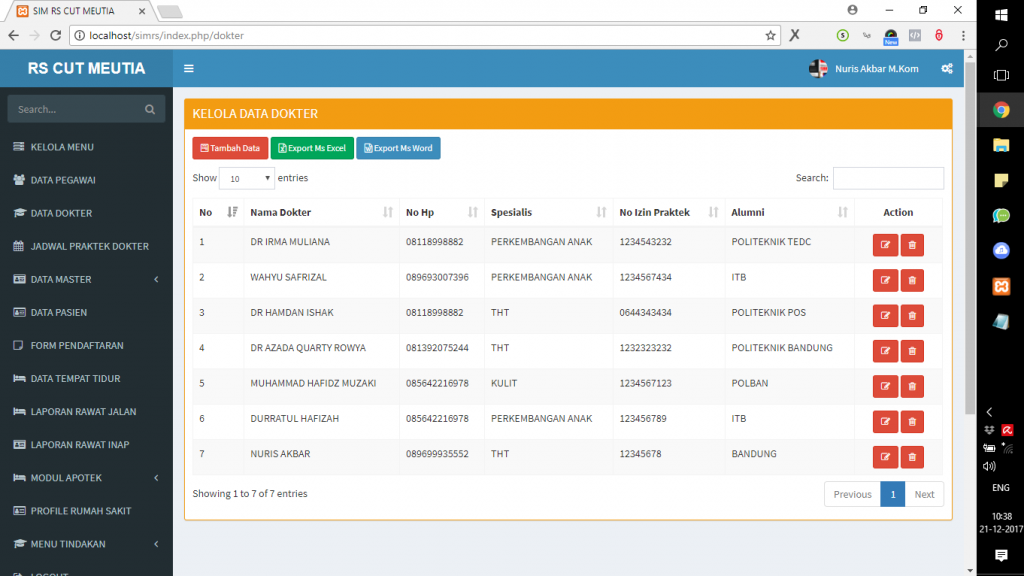 SIM RS CUT MEUTIA
localhost/simrs/index.php/dokter
New
RS CUT MEUTIA
Nuris Akbar M.Kom
Search...
KELOLA MENU
DATA PEGAWAI
DATA DOKTER
JADWAL PRAKTEK DOKTER
DATA MASTER
DATA PASIEN
FORM PENDAFTARAN
DATA TEMPAT TIDUR
LAPORAN RAWAT JALAN
LAPORAN RAWAT INAP
MODUL APOTEK
PROFILE RUMAH SAKIT
MENU TINDAKAN
LOGOUT
KELOLA DATA DOKTER
Tambah Data Export Ms Excel Export Ms Word
Show 10 entries Search:
No Nama Dokter No Hp Spesialis No Izin Praktek Alumni Action
1 DR IRMA MULIANA 08118998882 PERKEMBANGAN ANAK 1234543232 POLITEKNIK TEDC
2 WAHYU SAFRIZAL 089693007396 PERKEMBANGAN ANAK 1234567434 ITB
3 DR HAMDAN ISHAK 08118998882 THT 0644343434 POLITEKNIK POS
4 DR AZADA QUARTY ROWYA 081392075244 THT 1232323232 POLITEKNIK BANDUNG
5 MUHAMMAD HAFIDZ MUZAKI 085642216978 KULIT 1234567123 POLBAN
6 DURRATUL HAFIZAH 085642216978 PERKEMBANGAN ANAK 123456789 ITB
7 NURIS AKBAR 089699935552 THT 12345678 BANDUNG
Showing 1 to 7 of 7 entries Previous 1 Next
ENG
10:38
21-12-2017